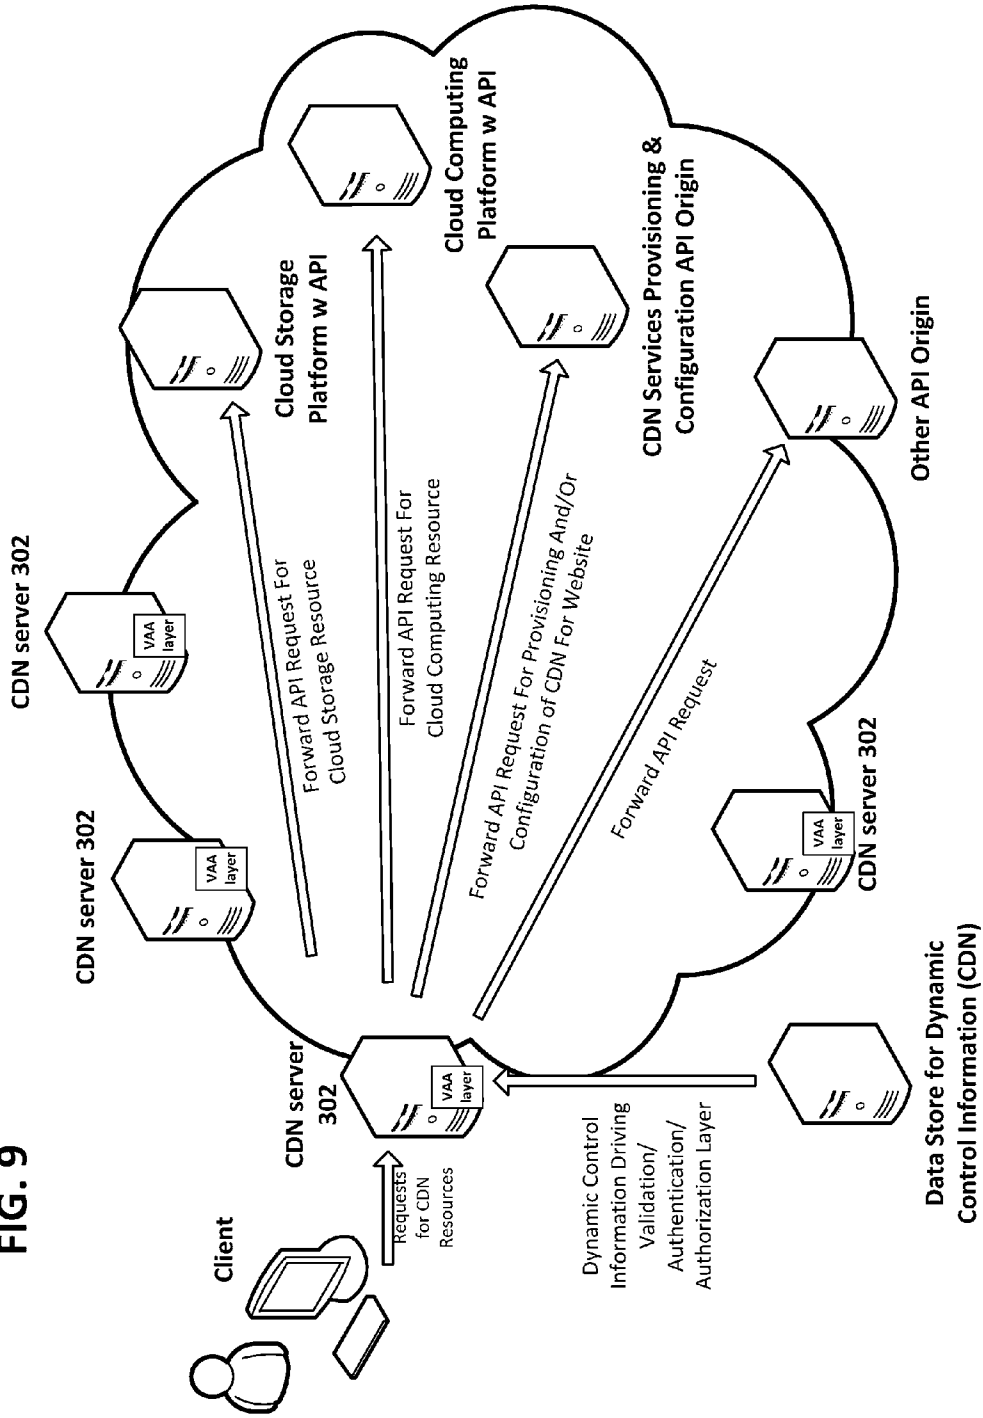 FIG. 9
Client
Requests
for CDN
Resources
CDN server
302
VAA
layer
CDN server 302
VAA
layer
CDN server 302
VAA
layer
Forward API Request For
Cloud Storage Resource
Cloud Storage
Platform w API
Forward API Request For
Cloud Computing Resource
Cloud Computing
Platform w API
Forward API Request For Provisioning And/Or
Configuration of CDN For Website
CDN Services Provisioning &
Configuration API Origin
Forward API Request
Other API Origin
VAA
layer
CDN server 302
Dynamic Control
Information Driving
Validation/
Authentication/
Authorization Layer
Data Store for Dynamic
Control Information (CDN)